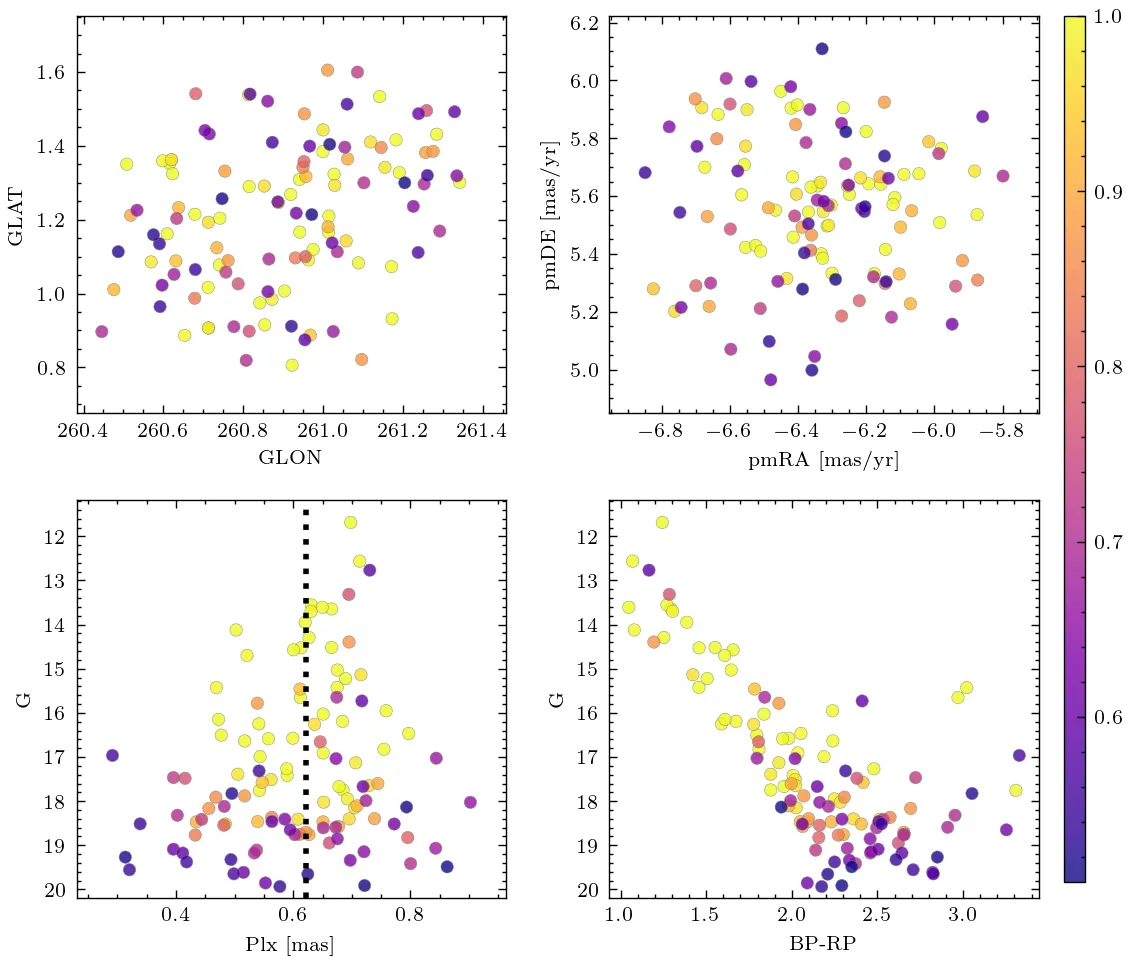 1.6
1.4
1.2
1.0
0.8
GLAT
260.4 260.6 260.8 261.0 261.2 261.4
GLON
6.2
6.0
5.8
5.6
5.4
5.2
5.0
pmDE [mas/yr]
−6.8 −6.6 −6.4 −6.2 −6.0 −5.8
pmRA [mas/yr]
1.0
0.9
0.8
0.7
0.6
12
13
14
15
16
17
18
19
20
G
0.4 0.6 0.8
Plx [mas]
12
13
14
15
16
17
18
19
20
G
1.0 1.5 2.0 2.5 3.0
BP-RP